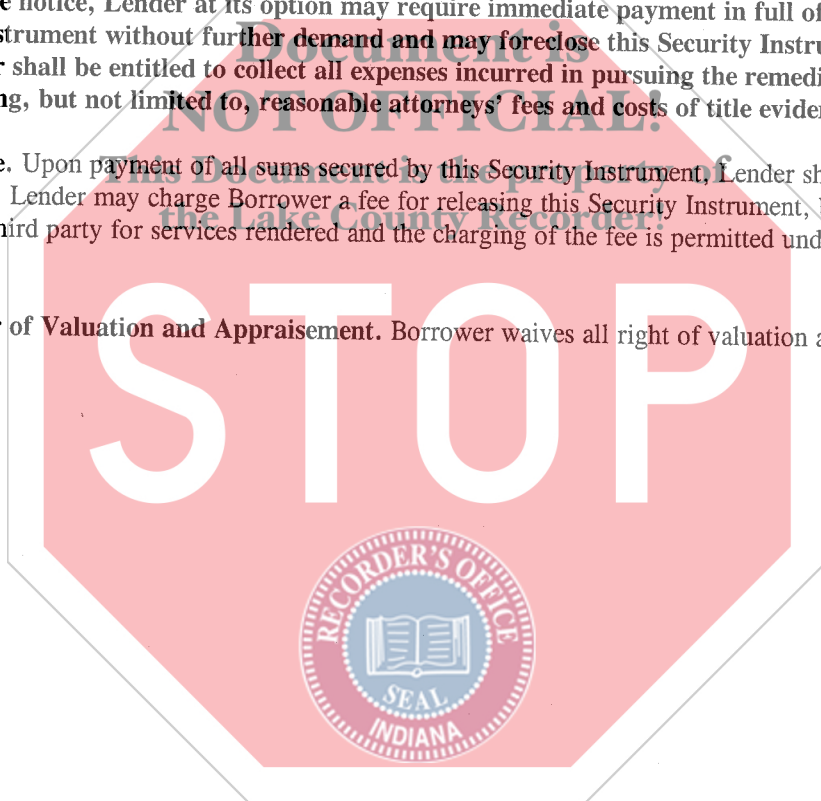 e notice, Lender at its option may require immediate payment in full of
strument without further demand and may foreclose this Security Instru
Document is
r shall be entitled to collect all expenses incurred in pursuing the remedi
ng, but not limited to, reasonable attorneys' fees and costs of title eviden
NOT OFFICIAL!
e. Upon payment of all sums secured by this Security Instrument, Lender sh
This Document is the property of
Lender may charge Borrower a fee for releasing this Security Instrument,
the Lake County Recorder!
hird party for services rendered and the charging of the fee is permitted und
r of Valuation and Appraisement. Borrower waives all right of valuation a
STOP
RECORDER'S OFFICE
SEAL
INDIANA